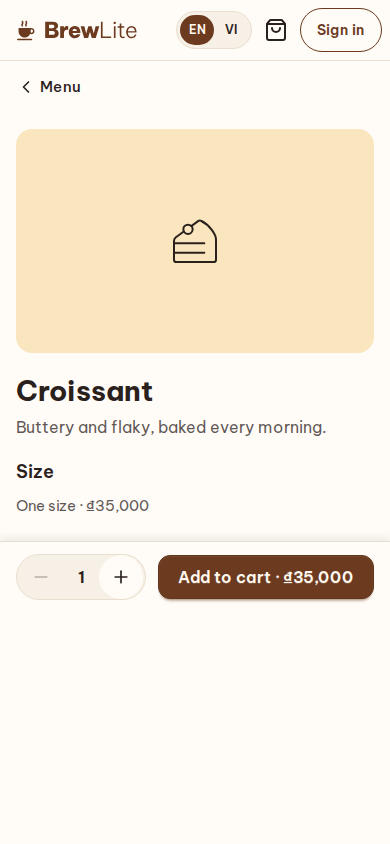 BrewLite
EN VI
Sign in
Menu
Croissant
Buttery and flaky, baked every morning.
Size
One size · ₫35,000
1
Add to cart · ₫35,000